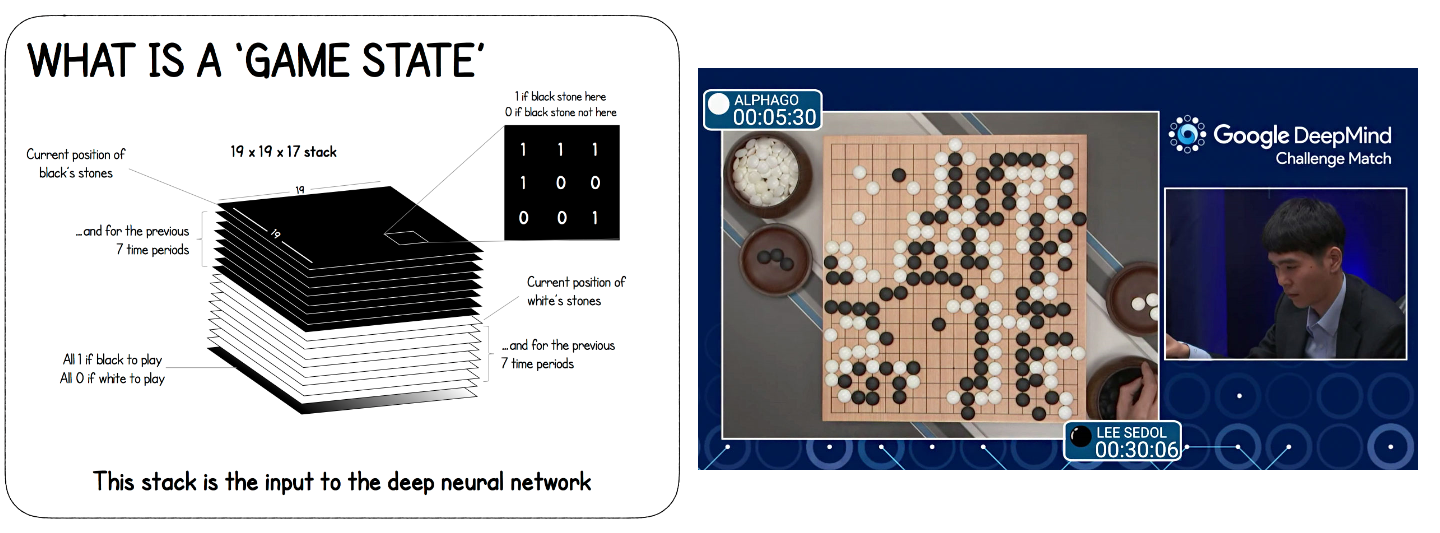 WHAT IS A 'GAME STATE'
1 if black stone here
0 if black stone not here
19 x 19 x 17 stack
Current position of
black's stones
19
19
1 1 1
1 0 0
0 0 1
...and for the previous
7 time periods
Current position of
white's stones
...and for the previous
7 time periods
All 1 if black to play
All 0 if white to play
This stack is the input to the deep neural network
ALPHAGO
00:05:30
Google DeepMind
Challenge Match
LEE SEDOL
00:30:06